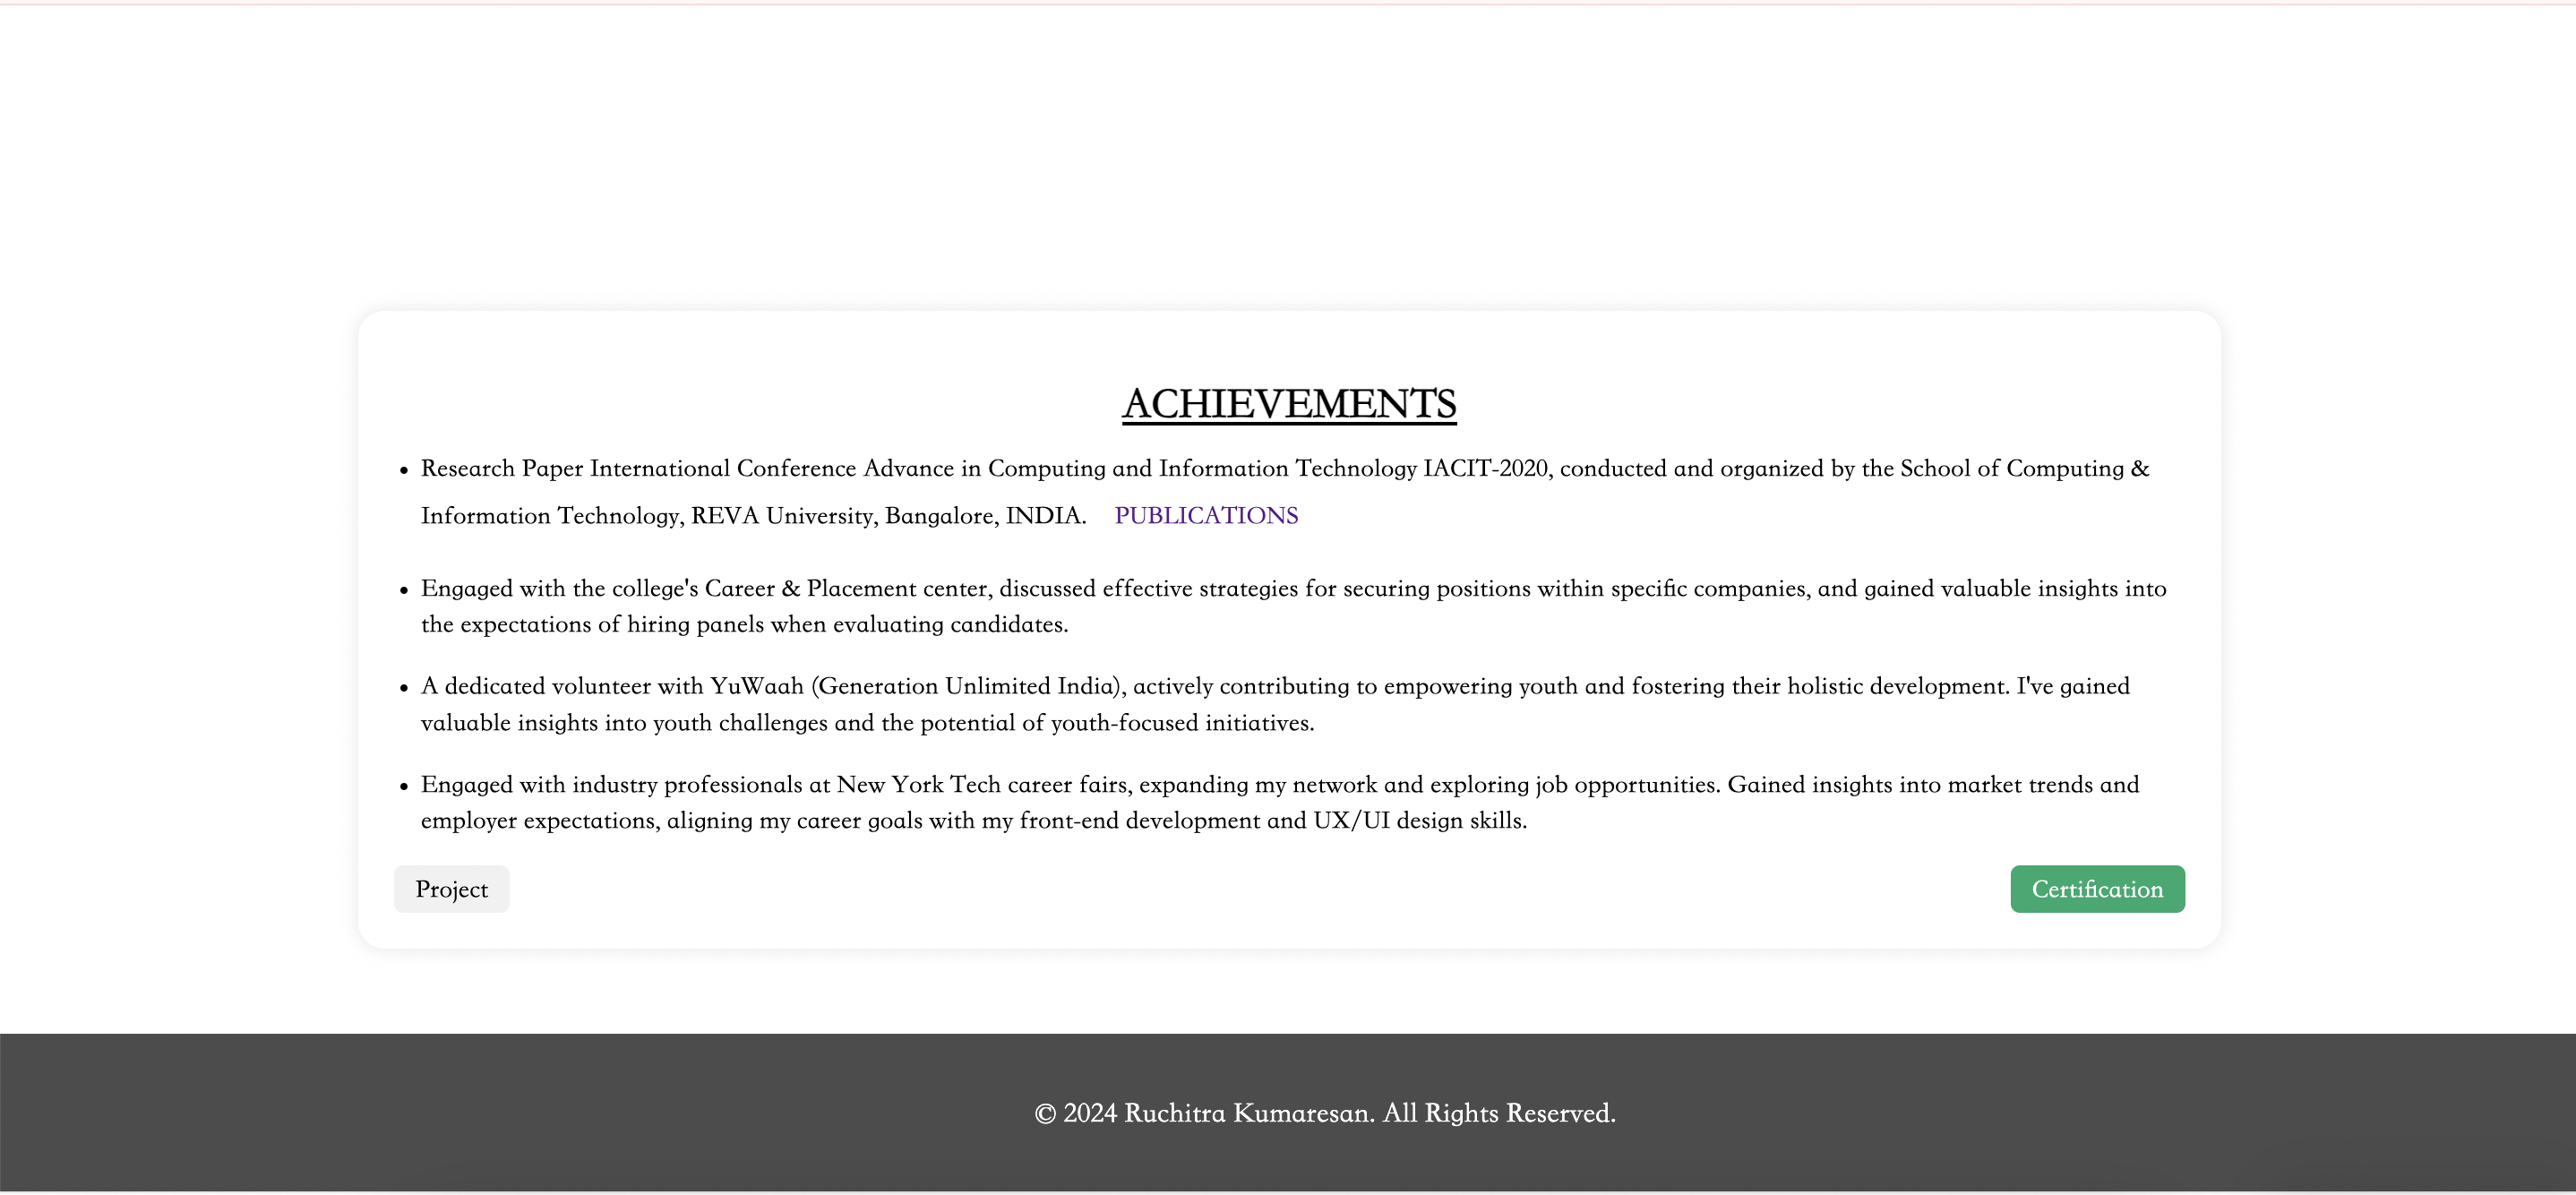 ACHIEVEMENTS
• Research Paper International Conference Advance in Computing and Information Technology IACIT-2020, conducted and organized by the School of Computing &
Information Technology, REVA University, Bangalore, INDIA. PUBLICATIONS
• Engaged with the college's Career & Placement center, discussed effective strategies for securing positions within specific companies, and gained valuable insights into
the expectations of hiring panels when evaluating candidates.
• A dedicated volunteer with YuWaah (Generation Unlimited India), actively contributing to empowering youth and fostering their holistic development. I've gained
valuable insights into youth challenges and the potential of youth-focused initiatives.
• Engaged with industry professionals at New York Tech career fairs, expanding my network and exploring job opportunities. Gained insights into market trends and
employer expectations, aligning my career goals with my front-end development and UX/UI design skills.
Project
Certification
© 2024 Ruchitra Kumaresan. All Rights Reserved.